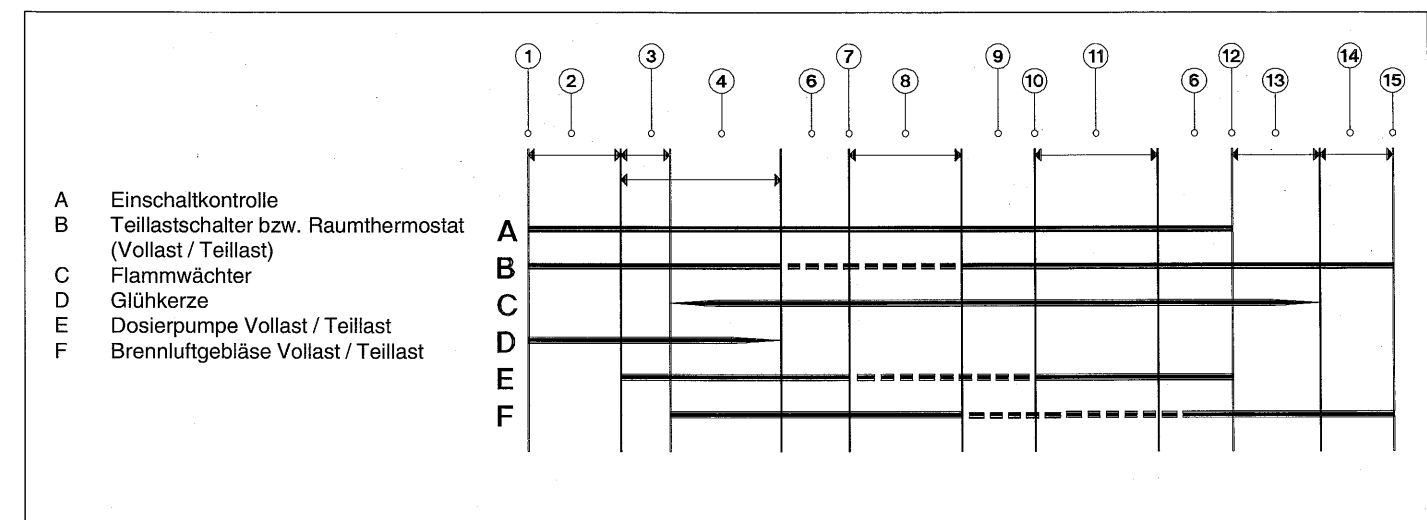 1 3 7 9 11 12 14
2 4 6 8 10 6 13 15
A Einschaltkontrolle
B Teillastschalter bzw. Raumthermostat
(Vollast / Teillast)
C Flammwächter
D Glühkerze
E Dosierpumpe Vollast / Teillast
F Brennluftgebläse Vollast / Teillast
A
B
C
D
E
F